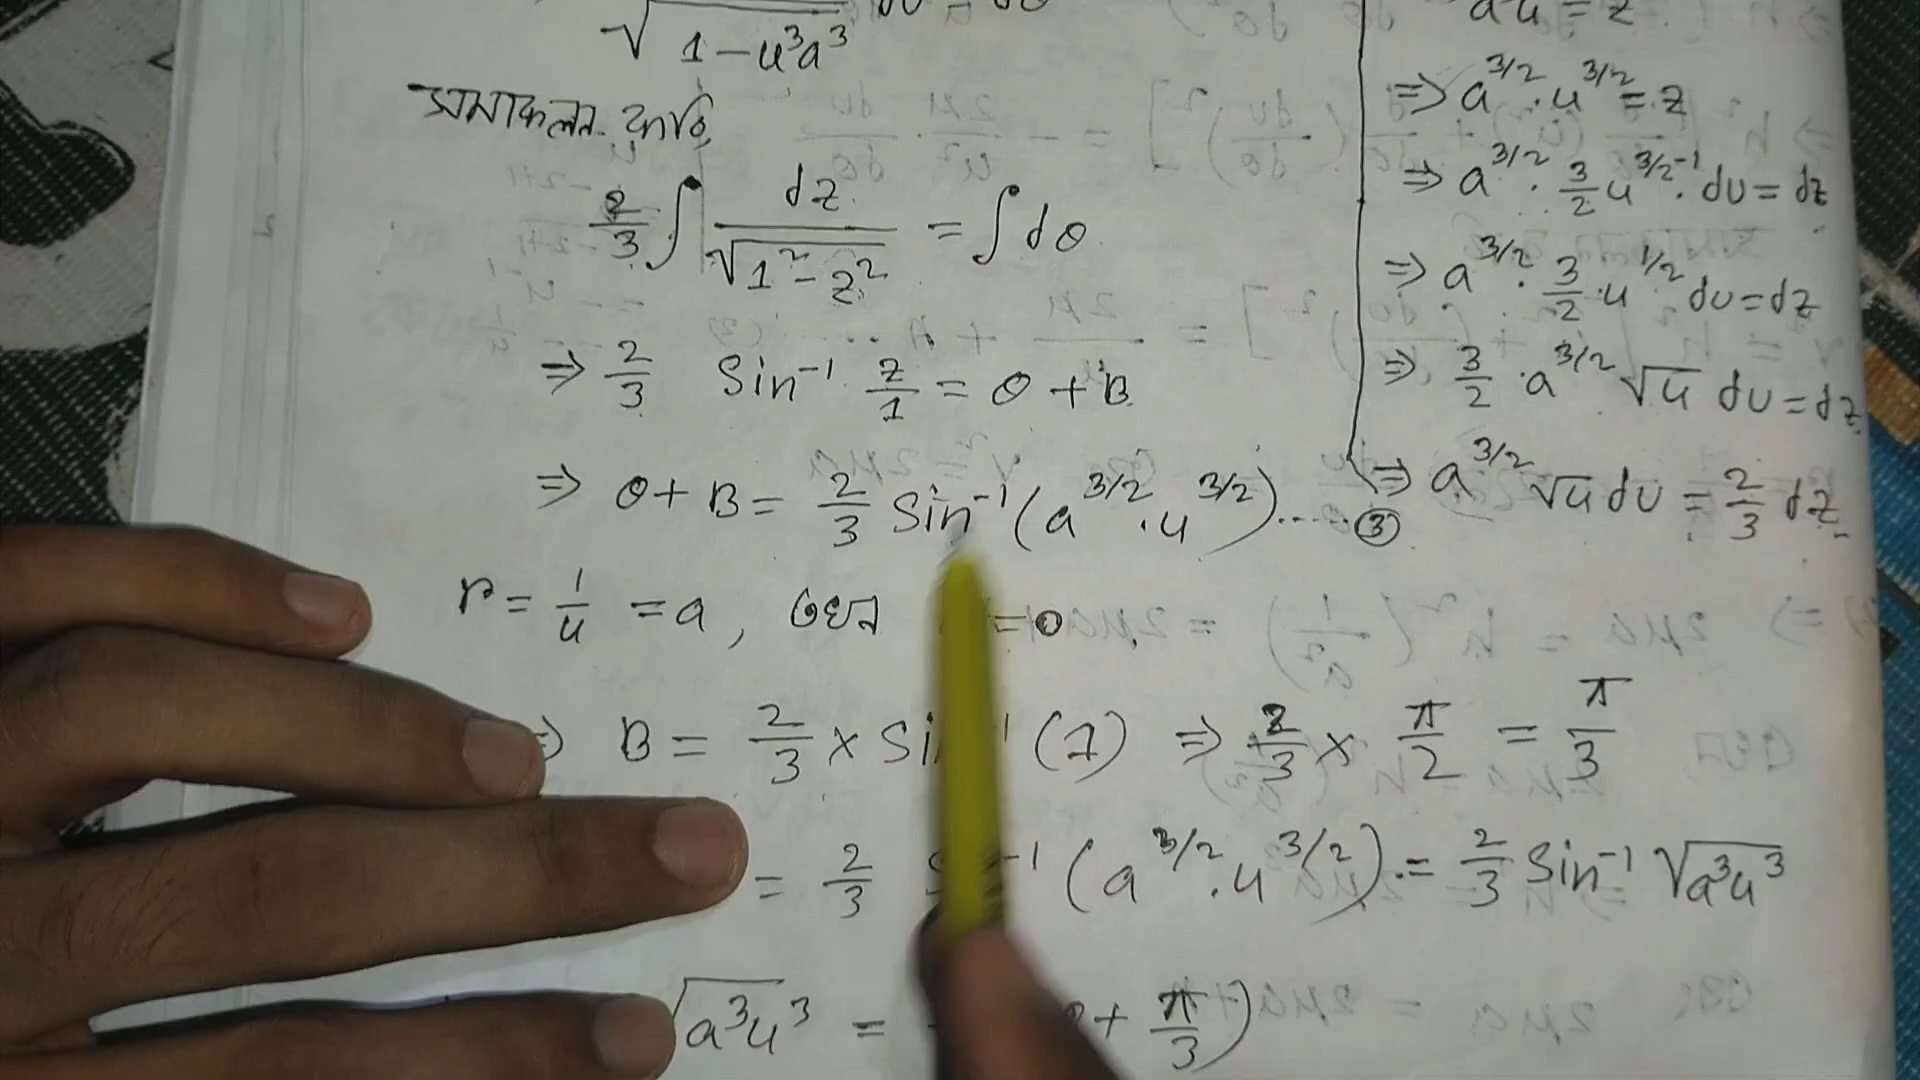 √(1-u³a³)
সমাকলন করি,
2/3 ∫ dz/√(1²-z²) = ∫dθ
⇒ 2/3 Sin⁻¹ z/1 = θ + B
⇒ θ + B = 2/3 Sin⁻¹(a^3/2 . u^3/2) .... ③
r = 1/u = a, তখন =0
⇒ B = 2/3 × Sin⁻¹(1) ⇒ 2/3 × π/2 = π/3
= 2/3 Sin⁻¹(a^3/2 . u^3/2) = 2/3 Sin⁻¹ √(a³u³)
√(a³u³) = + π/3)
= z
⇒ a^3/2 . u^3/2 = z
⇒ a^3/2 . 3/2 u^3/2-1 . du = dz
⇒ a^3/2 . 3/2 . u^1/2 du = dz
⇒ 3/2 . a^3/2 √u du = dz
⇒ a^3/2 √u du = 2/3 dz